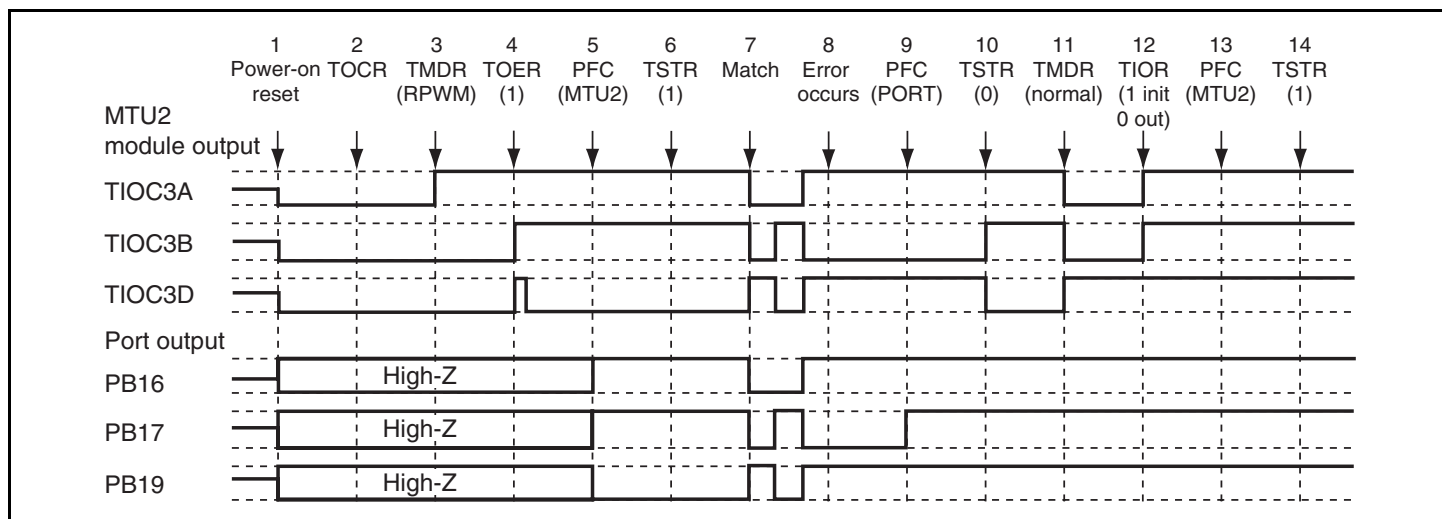 1 2 3 4 5 6 7 8 9 10 11 12 13 14
Power-on TOCR TMDR TOER PFC TSTR Match Error PFC TSTR TMDR TIOR PFC TSTR
reset (RPWM) (1) (MTU2) (1) occurs (PORT) (0) (normal) (1 init (MTU2) (1)
0 out)
MTU2
module output
TIOC3A
TIOC3B
TIOC3D
Port output
PB16 High-Z
PB17 High-Z
PB19 High-Z